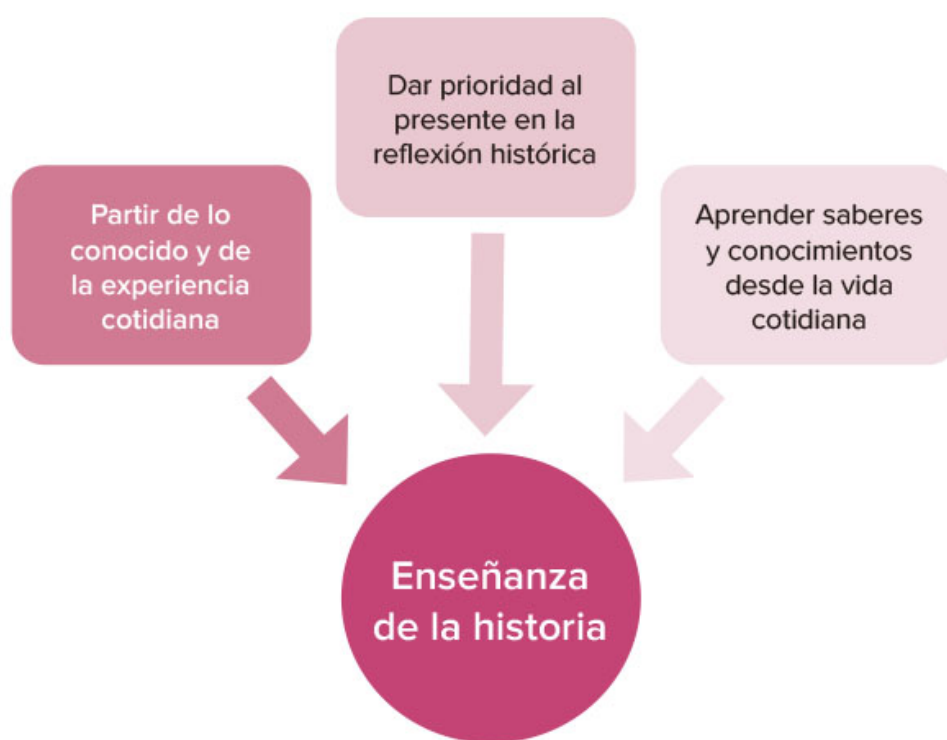 Partir de lo
conocido y de
la experiencia
cotidiana
Dar prioridad al
presente en la
reflexión histórica
Aprender saberes
y conocimientos
desde la vida
cotidiana
Enseñanza
de la historia